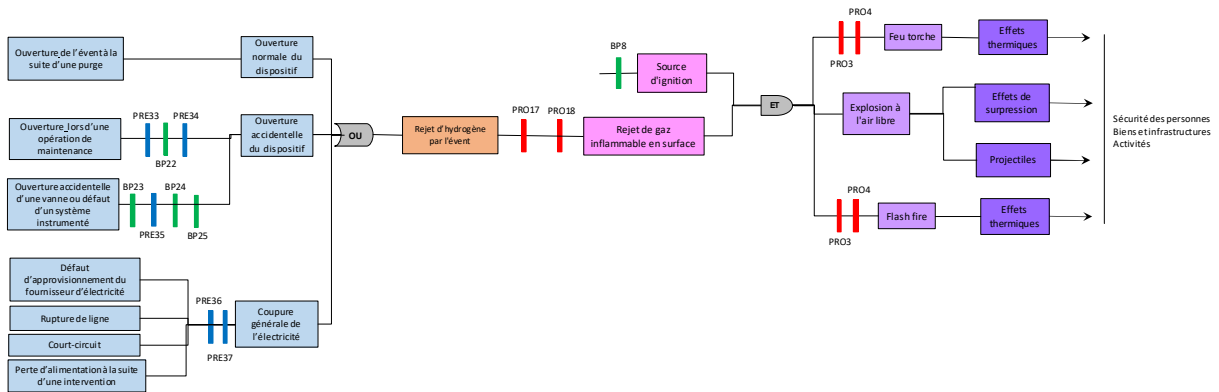 Ouverture de l'évent à la
suite d'une purge
Ouverture
normale du
dispositif
Ouverture lors d'une
opération de
maintenance
PRE33
PRE34
BP22
Ouverture
accidentelle
du dispositif
Ouverture accidentelle
d'une vanne ou défaut
d'un système
instrumenté
BP23
BP24
PRE35
BP25
Défaut
d'approvisionnement du
fournisseur d'électricité
Rupture de ligne
Court-circuit
Perte d'alimentation à la suite
d'une intervention
PRE36
PRE37
Coupure
générale de
l'électricité
OU
Rejet d'hydrogène
par l'évent
PRO17
PRO18
BP8
Source
d'ignition
Rejet de gaz
inflammable en surface
ET
PRO4
PRO3
Feu torche
Effets
thermiques
Explosion à
l'air libre
Effets de
surpression
Projectiles
PRO4
PRO3
Flash fire
Effets
thermiques
Sécurité des personnes
Biens et infrastructures
Activités